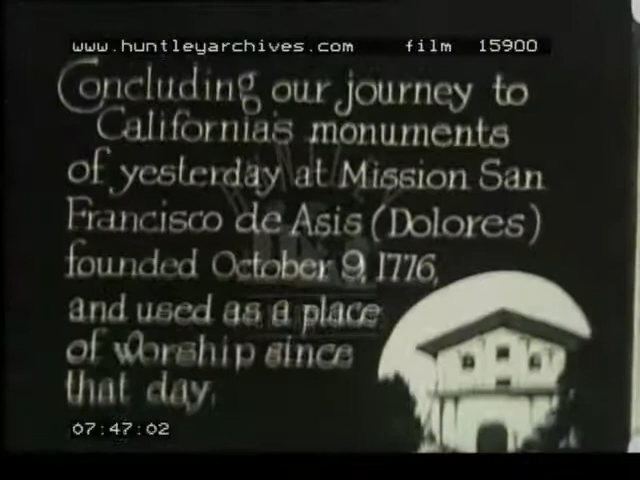 www.huntleyarchives.com film 15900
Concluding our journey to
California's monuments
of yesterday at Mission San
Francisco de Asis (Dolores)
founded October 9, 1776,
and used as a place
of worship since
that day.
07:47:02